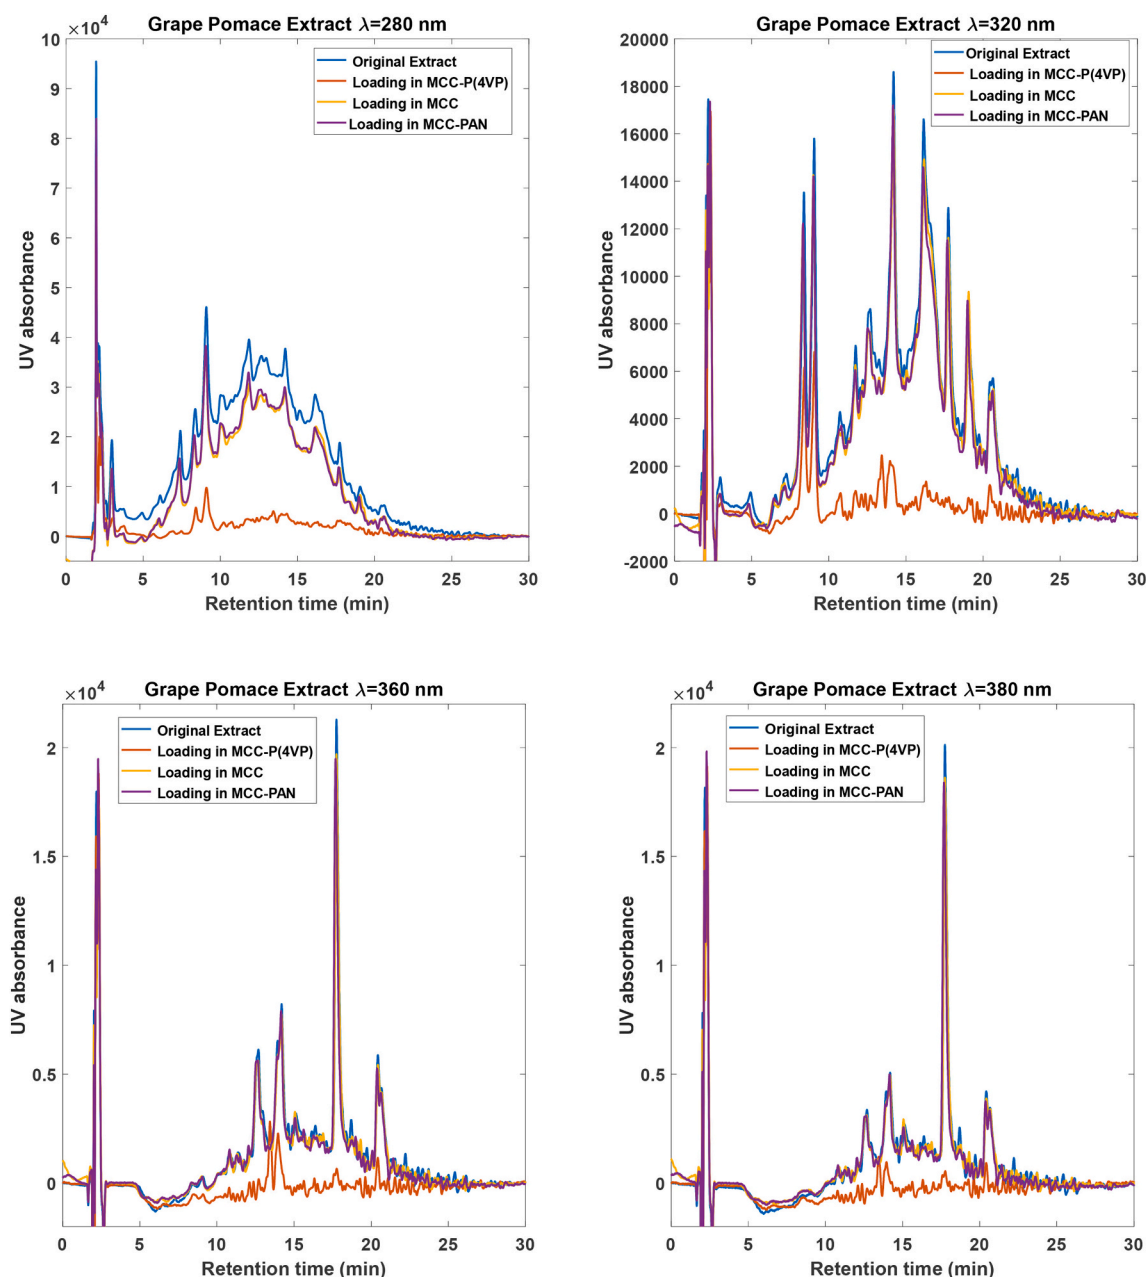 Grape Pomace Extract λ=280 nm
×10⁴
Original Extract
Loading in MCC-P(4VP)
Loading in MCC
Loading in MCC-PAN
10
9
8
7
6
5
4
3
2
1
0
UV absorbance
0 5 10 15 20 25 30
Retention time (min)
Grape Pomace Extract λ=320 nm
Original Extract
Loading in MCC-P(4VP)
Loading in MCC
Loading in MCC-PAN
20000
18000
16000
14000
12000
10000
8000
6000
4000
2000
0
-2000
UV absorbance
0 5 10 15 20 25 30
Retention time (min)
Grape Pomace Extract λ=360 nm
×10⁴
Original Extract
Loading in MCC-P(4VP)
Loading in MCC
Loading in MCC-PAN
2
1.5
1
0.5
0
UV absorbance
0 5 10 15 20 25 30
Retention time (min)
Grape Pomace Extract λ=380 nm
×10⁴
Original Extract
Loading in MCC-P(4VP)
Loading in MCC
Loading in MCC-PAN
2
1.5
1
0.5
0
UV absorbance
0 5 10 15 20 25 30
Retention time (min)